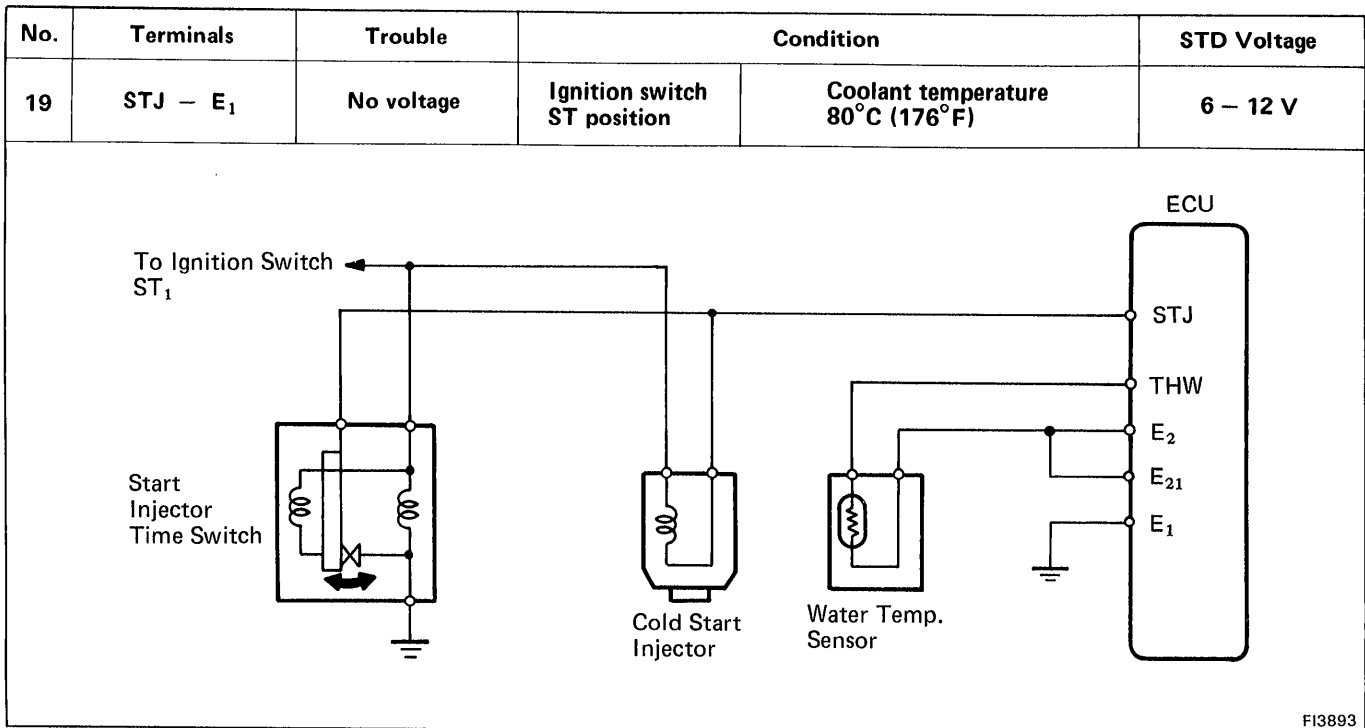 No. Terminals Trouble Condition STD Voltage
19 STJ – E₁ No voltage Ignition switch ST position Coolant temperature 80°C (176°F) 6 – 12 V
ECU
To Ignition Switch
ST₁
STJ
THW
E₂
E₂₁
E₁
Start
Injector
Time Switch
Cold Start
Injector
Water Temp.
Sensor
FI3893